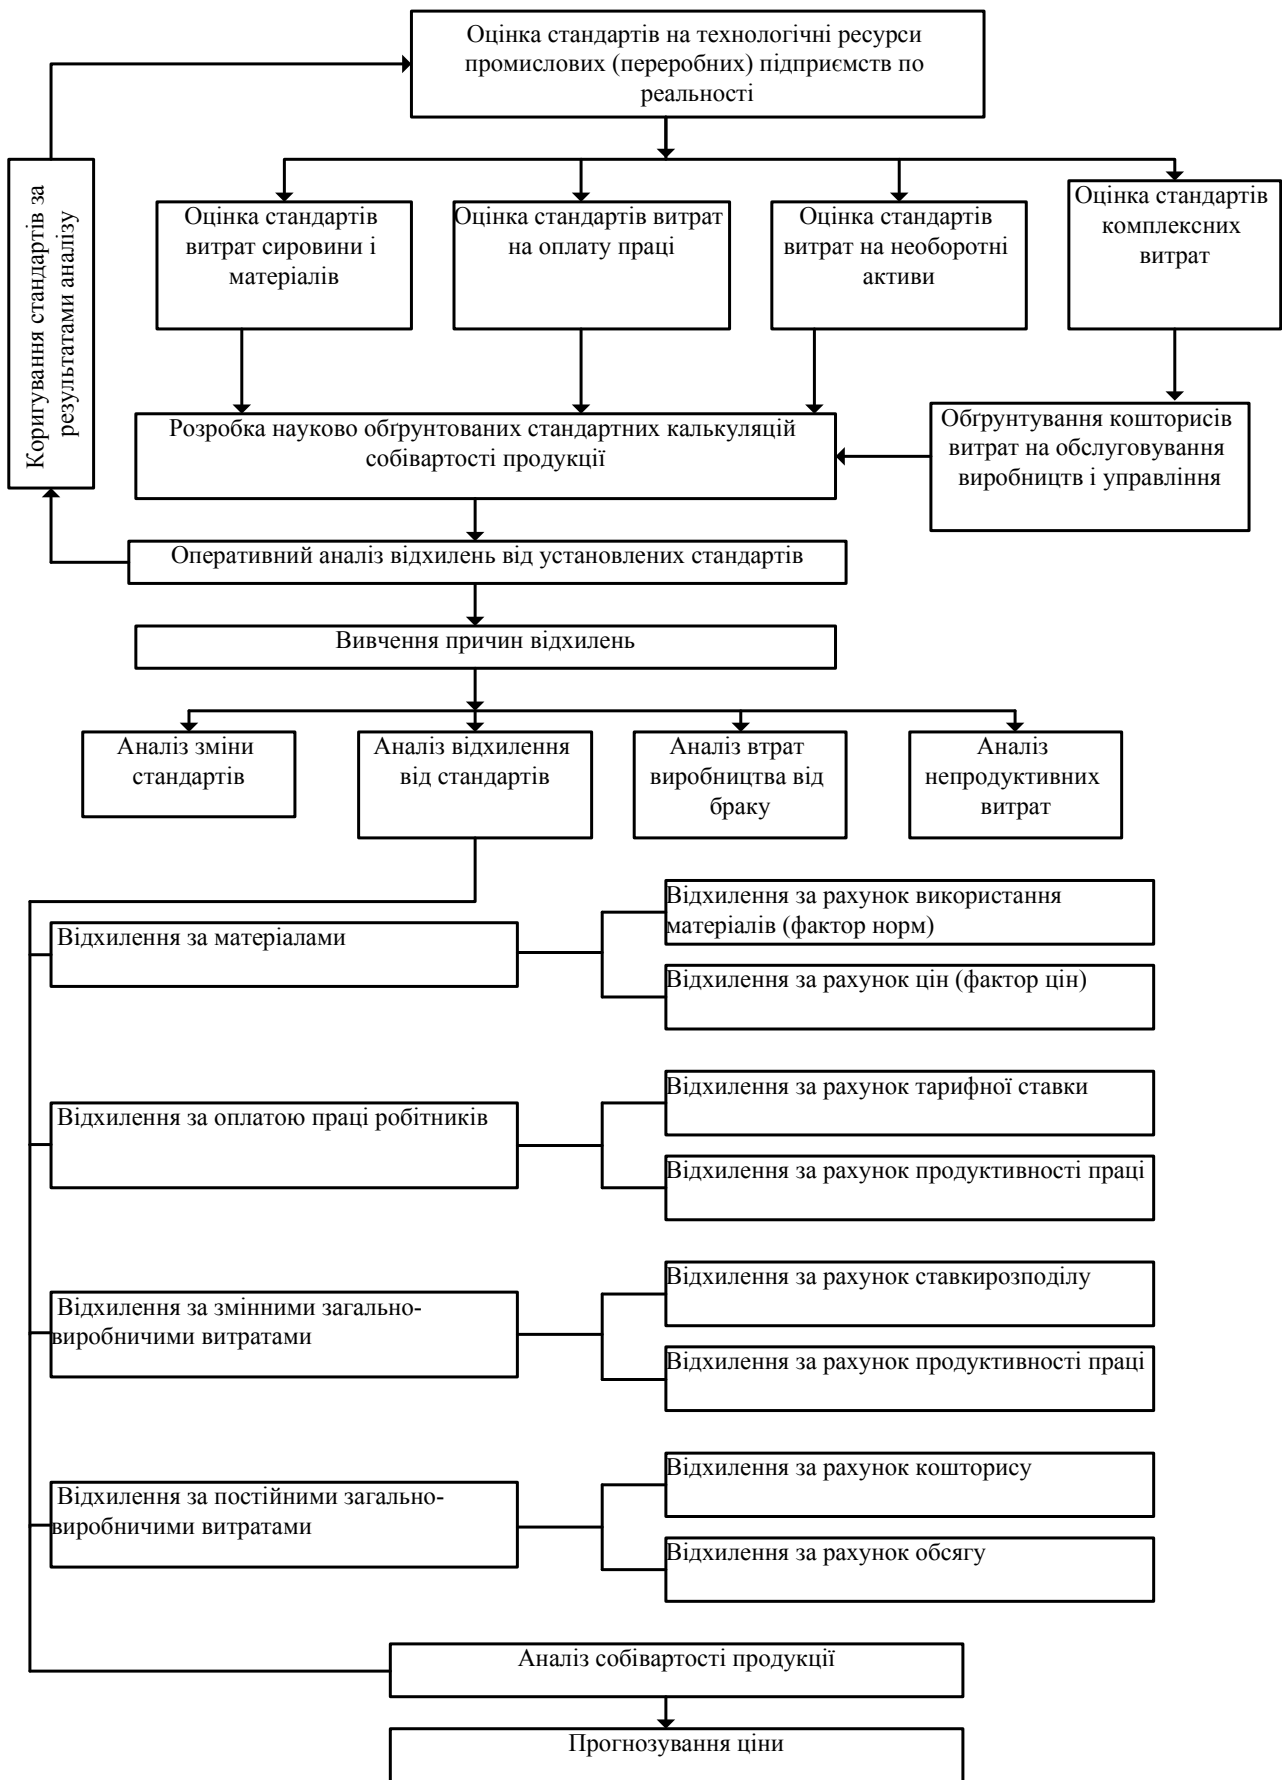 Оцінка стандартів на технологічні ресурси
промислових (переробних) підприємств по
реальності
Коригування стандартів за
результатами аналізу
Оцінка стандартів
витрат сировини і
матеріалів
Оцінка стандартів витрат
на оплату праці
Оцінка стандартів
витрат на необоротні
активи
Оцінка стандартів
комплексних
витрат
Розробка науково обґрунтованих стандартних калькуляцій
собівартості продукції
Обґрунтування кошторисів
витрат на обслуговування
виробництв і управління
Оперативний аналіз відхилень від установлених стандартів
Вивчення причин відхилень
Аналіз зміни
стандартів
Аналіз відхилення
від стандартів
Аналіз втрат
виробництва від
браку
Аналіз
непродуктивних
витрат
Відхилення за матеріалами
Відхилення за рахунок використання
матеріалів (фактор норм)
Відхилення за рахунок цін (фактор цін)
Відхилення за оплатою праці робітників
Відхилення за рахунок тарифної ставки
Відхилення за рахунок продуктивності праці
Відхилення за змінними загально-
виробничими витратами
Відхилення за рахунок ставкирозподілу
Відхилення за рахунок продуктивності праці
Відхилення за постійними загально-
виробничими витратами
Відхилення за рахунок кошторису
Відхилення за рахунок обсягу
Аналіз собівартості продукції
Прогнозування ціни